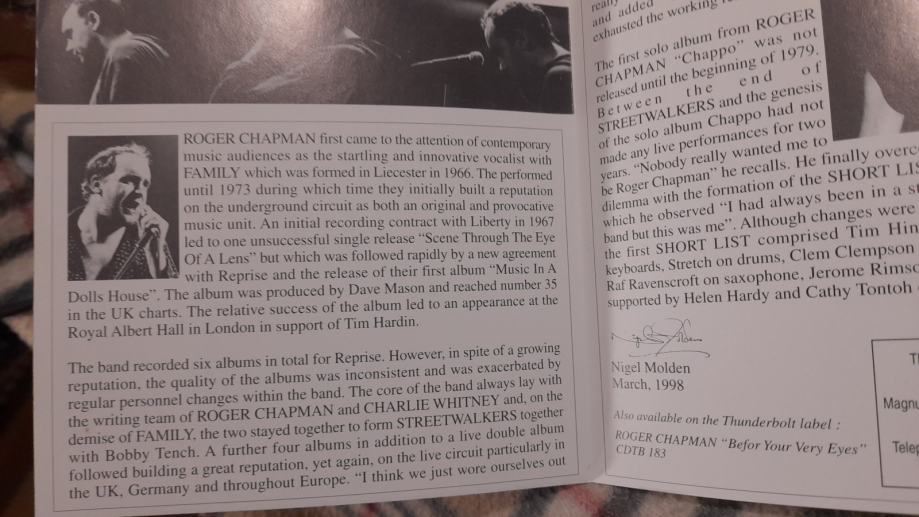 ROGER CHAPMAN first came to the attention of contemporary
music audiences as the startling and innovative vocalist with
FAMILY which was formed in Liecester in 1966. The performed
until 1973 during which time they initially built a reputation
on the underground circuit as both an original and provocative
music unit. An initial recording contract with Liberty in 1967
led to one unsuccessful single release “Scene Through The Eye
Of A Lens” but which was followed rapidly by a new agreement
with Reprise and the release of their first album “Music In A
Dolls House”. The album was produced by Dave Mason and reached number 35
in the UK charts. The relative success of the album led to an appearance at the
Royal Albert Hall in London in support of Tim Hardin.
The band recorded six albums in total for Reprise. However, in spite of a growing
reputation, the quality of the albums was inconsistent and was exacerbated by
regular personnel changes within the band. The core of the band always lay with
the writing team of ROGER CHAPMAN and CHARLIE WHITNEY and, on the
demise of FAMILY, the two stayed together to form STREETWALKERS together
with Bobby Tench. A further four albums in addition to a live double album
followed building a great reputation, yet again, on the live circuit particularly in
the UK, Germany and throughout Europe. “I think we just wore ourselves out
really
and added
exhausted the working
The first solo album from ROGER
CHAPMAN “Chappo” was not
released until the beginning of 1979.
Between the end of
STREETWALKERS and the genesis
of the solo album Chappo had not
made any live performances for two
years. “Nobody really wanted me to
be Roger Chapman” he recalls. He finally
dilemma with the formation of the SHORT
which he observed “I had always been in a
band but this was me”. Although changes were
the first SHORT LIST comprised Tim
keyboards, Stretch on drums, Clem Clempson
Raf Ravenscroft on saxophone, Jerome
supported by Helen Hardy and Cathy Tontoh
Nigel Molden
March, 1998
Also available on the Thunderbolt label :
ROGER CHAPMAN “Befor Your Very Eyes”
CDTB 183